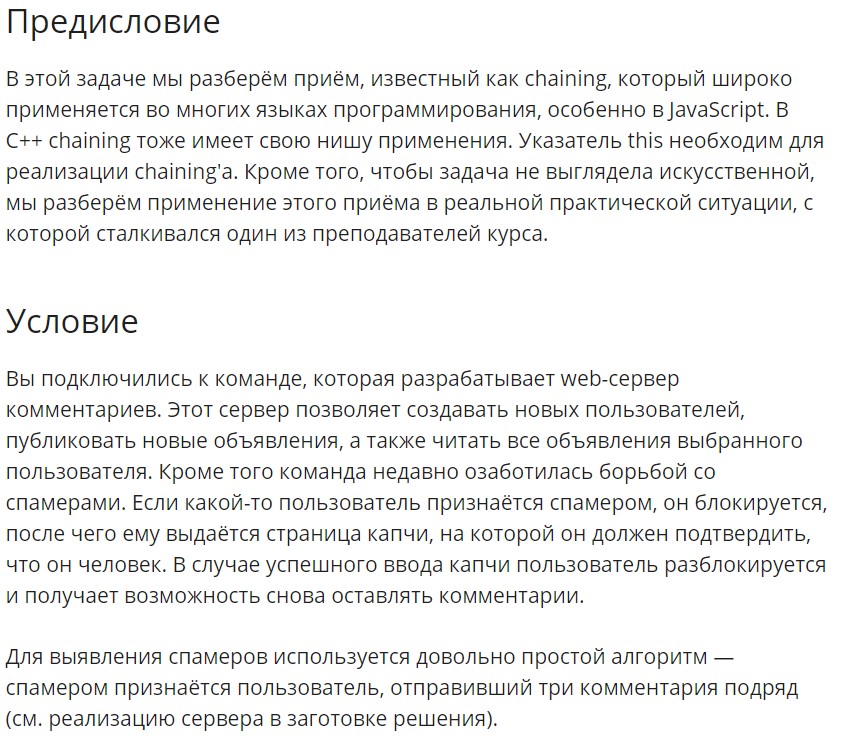 Предисловие
В этой задаче мы разберём приём, известный как chaining, который широко
применяется во многих языках программирования, особенно в JavaScript. В
C++ chaining тоже имеет свою нишу применения. Указатель this необходим для
реализации chaining'а. Кроме того, чтобы задача не выглядела искусственной,
мы разберём применение этого приёма в реальной практической ситуации, с
которой сталкивался один из преподавателей курса.
Условие
Вы подключились к команде, которая разрабатывает web-сервер
комментариев. Этот сервер позволяет создавать новых пользователей,
публиковать новые объявления, а также читать все объявления выбранного
пользователя. Кроме того команда недавно озаботилась борьбой со
спамерами. Если какой-то пользователь признаётся спамером, он блокируется,
после чего ему выдаётся страница капчи, на которой он должен подтвердить,
что он человек. В случае успешного ввода капчи пользователь разблокируется
и получает возможность снова оставлять комментарии.
Для выявления спамеров используется довольно простой алгоритм —
спамером признаётся пользователь, отправивший три комментария подряд
(см. реализацию сервера в заготовке решения).